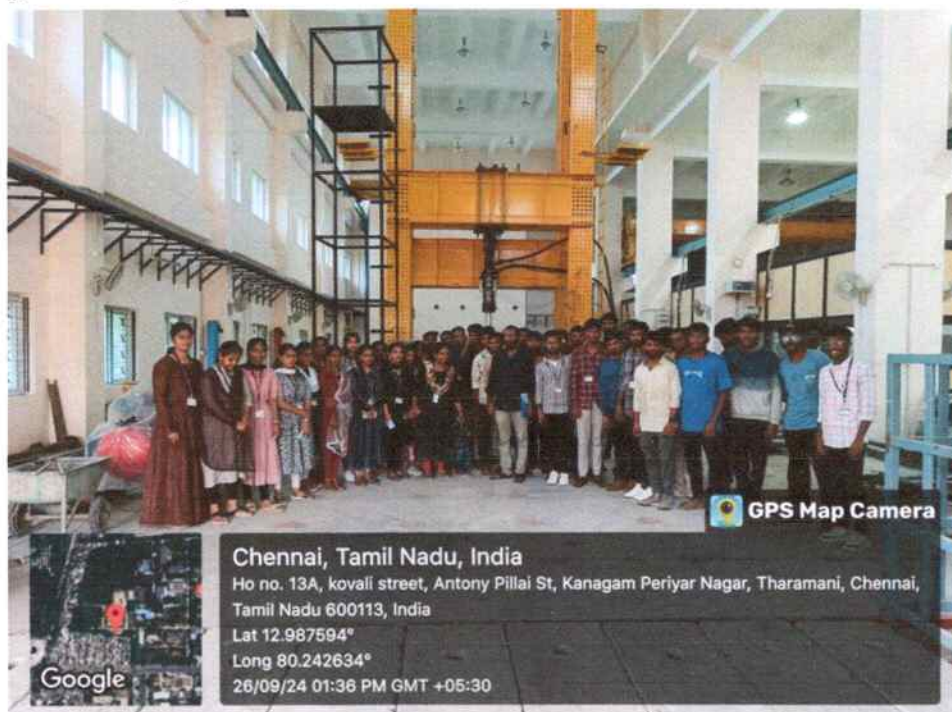 GPS Map Camera
Chennai, Tamil Nadu, India
Ho no. 13A, kovali street, Antony Pillai St, Kanagam Periyar Nagar, Tharamani, Chennai,
Tamil Nadu 600113, India
Lat 12.987594°
Long 80.242634°
26/09/24 01:36 PM GMT +05:30
Google